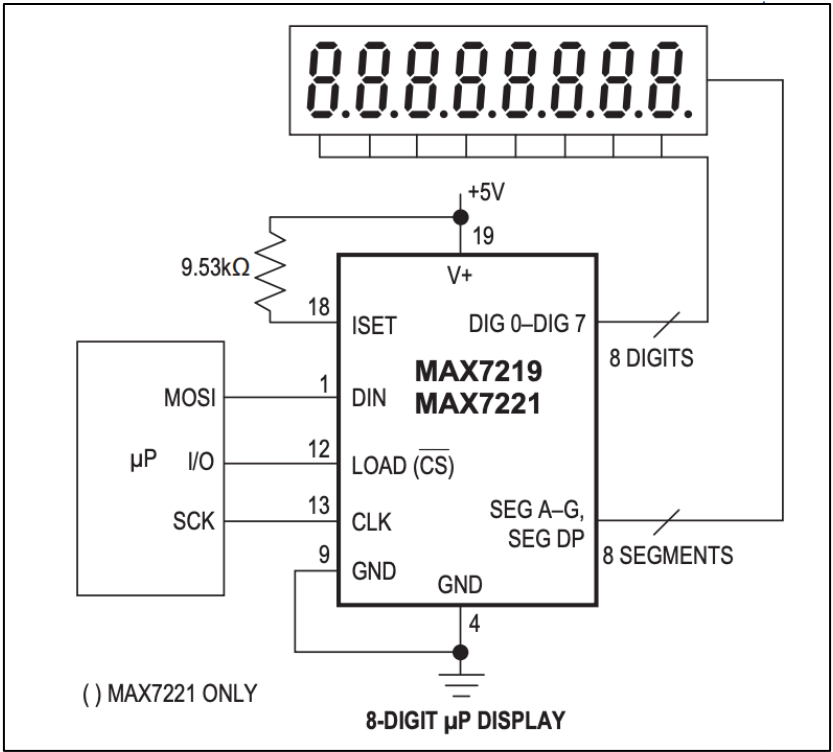 8.8.8.8.8.8.8.8.
+5V
19
9.53kΩ
V+
18
ISET
DIG 0–DIG 7
8 DIGITS
MAX7219
MAX7221
MOSI
1
DIN
µP
I/O
12
LOAD (C̅S̅)
SCK
13
CLK
SEG A–G,
SEG DP
8 SEGMENTS
9
GND
GND
4
( ) MAX7221 ONLY
8-DIGIT µP DISPLAY